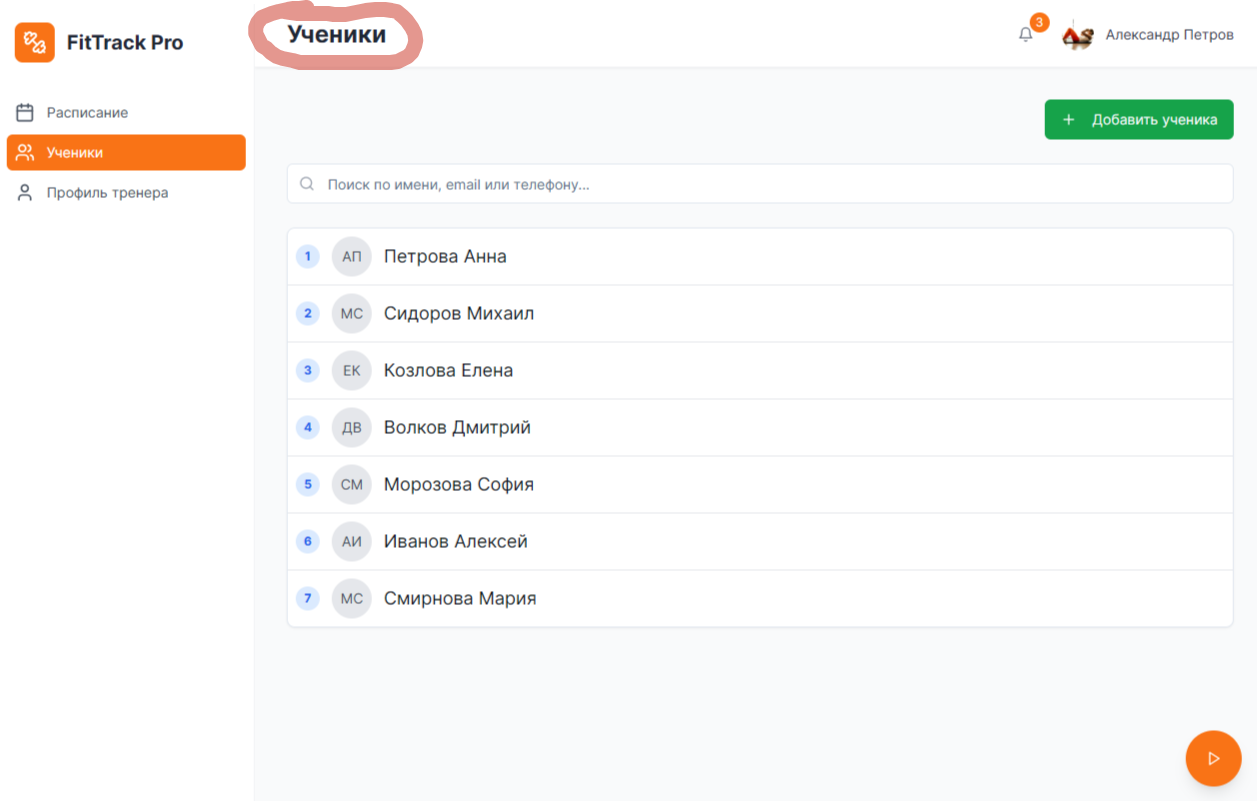 FitTrack Pro
Ученики
3
Александр Петров
Расписание
Ученики
Профиль тренера
+ Добавить ученика
Поиск по имени, email или телефону...
1 АП Петрова Анна
2 МС Сидоров Михаил
3 ЕК Козлова Елена
4 ДВ Волков Дмитрий
5 СМ Морозова София
6 АИ Иванов Алексей
7 МС Смирнова Мария